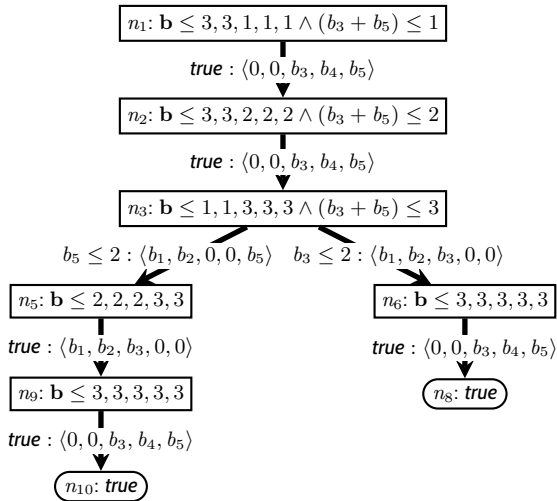 n₁: b ≤ 3, 3, 1, 1, 1 ∧ (b₃ + b₅) ≤ 1
true : ⟨0, 0, b₃, b₄, b₅⟩
n₂: b ≤ 3, 3, 2, 2, 2 ∧ (b₃ + b₅) ≤ 2
true : ⟨0, 0, b₃, b₄, b₅⟩
n₃: b ≤ 1, 1, 3, 3, 3 ∧ (b₃ + b₅) ≤ 3
b₅ ≤ 2 : ⟨b₁, b₂, 0, 0, b₅⟩ b₃ ≤ 2 : ⟨b₁, b₂, b₃, 0, 0⟩
n₅: b ≤ 2, 2, 2, 3, 3 n₆: b ≤ 3, 3, 3, 3, 3
true : ⟨b₁, b₂, b₃, 0, 0⟩ true : ⟨0, 0, b₃, b₄, b₅⟩
n₉: b ≤ 3, 3, 3, 3, 3 n₈: true
true : ⟨0, 0, b₃, b₄, b₅⟩
n₁₀: true